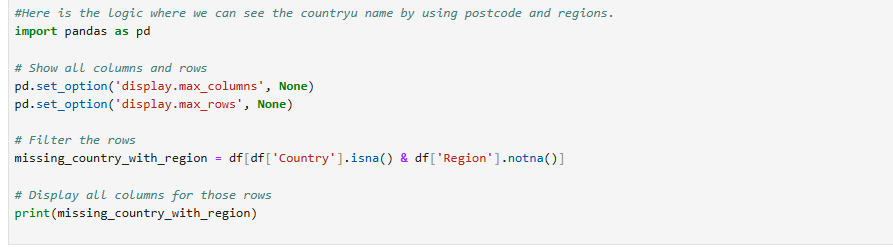 #Here is the logic where we can see the countryu name by using postcode and regions.
import pandas as pd
# Show all columns and rows
pd.set_option('display.max_columns', None)
pd.set_option('display.max_rows', None)
# Filter the rows
missing_country_with_region = df[df['Country'].isna() & df['Region'].notna()]
# Display all columns for those rows
print(missing_country_with_region)